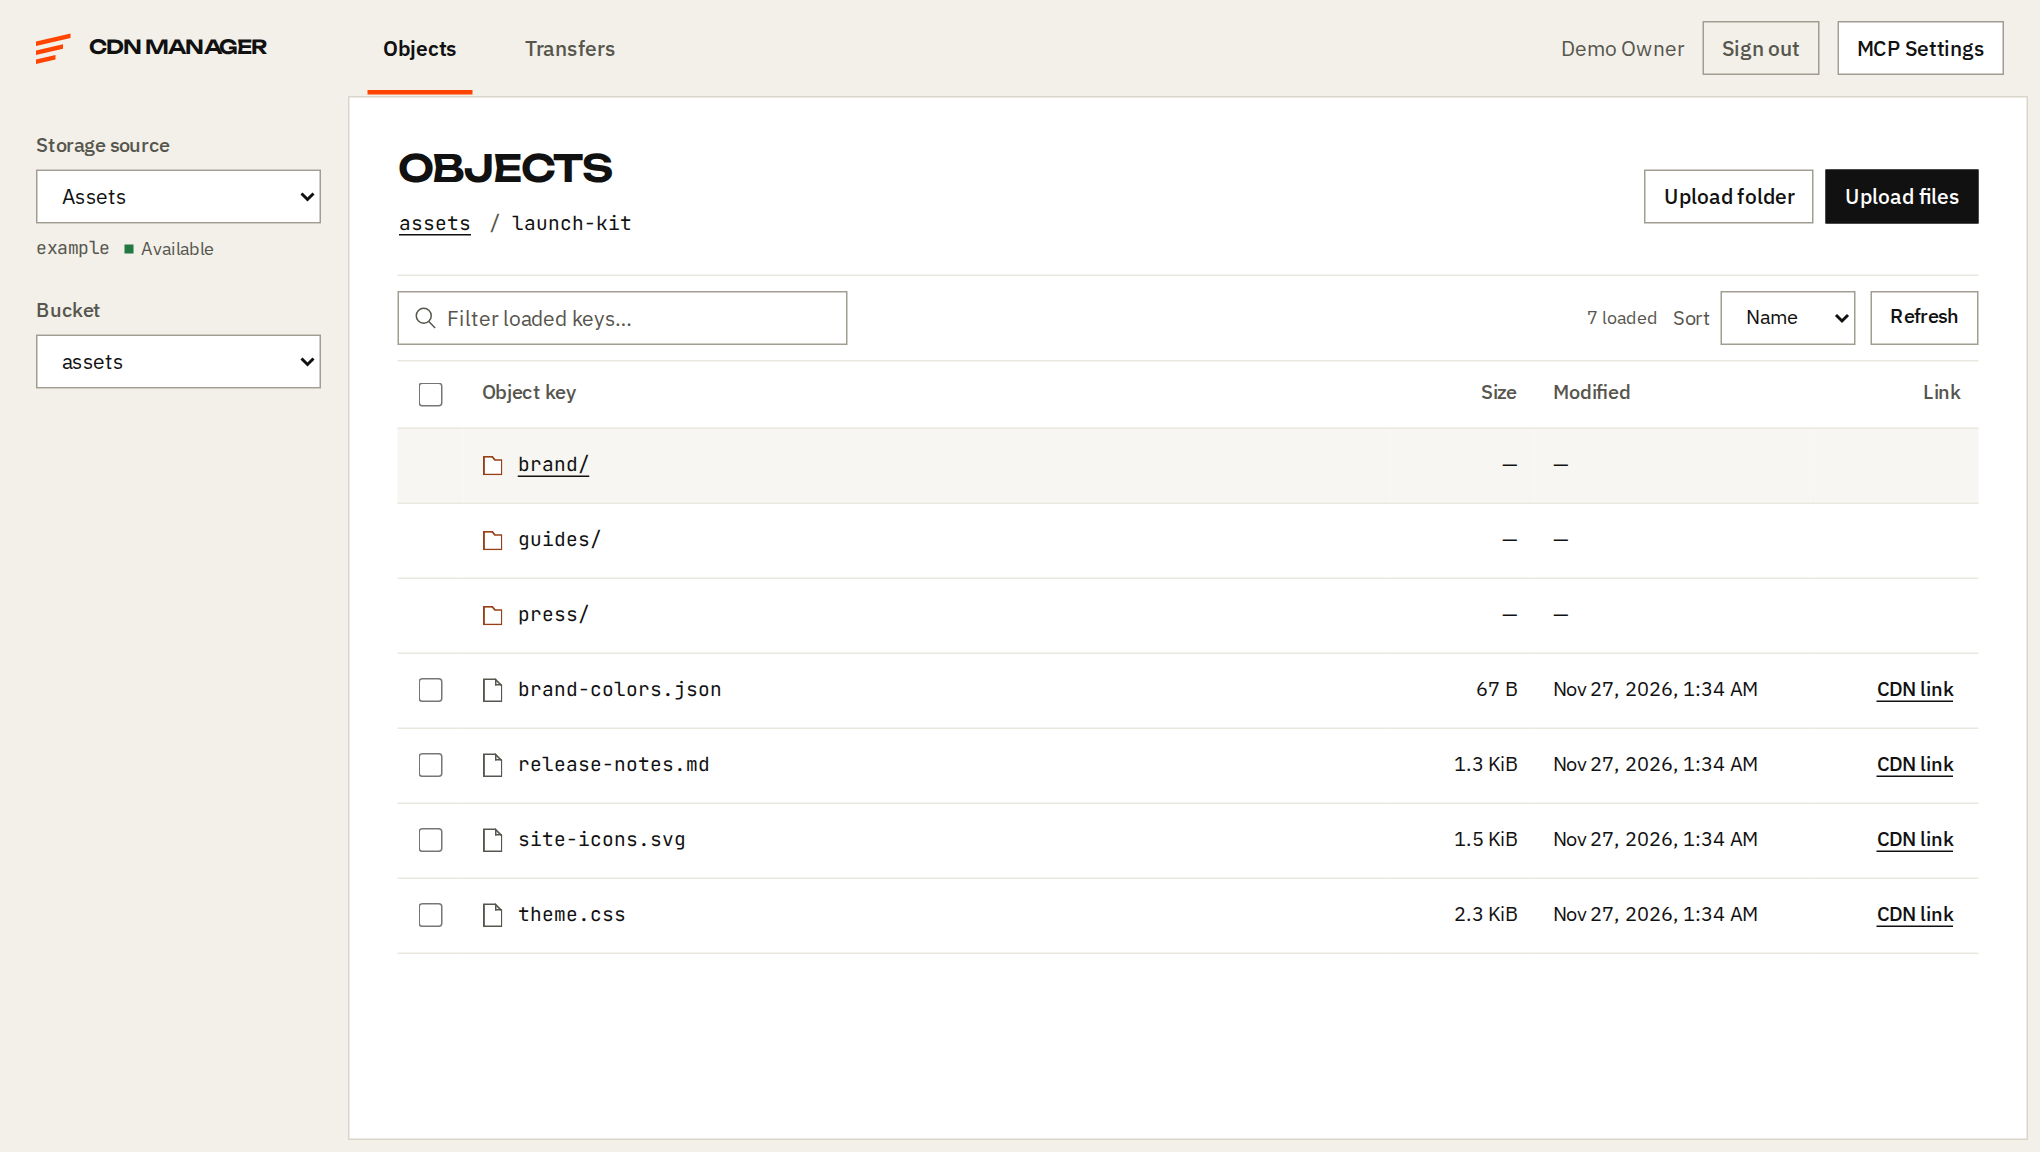 CDN MANAGER
Objects
Transfers
Demo Owner
Sign out
MCP Settings
Storage source
Assets
example
Available
Bucket
assets
OBJECTS
assets / launch-kit
Upload folder
Upload files
Filter loaded keys...
7 loaded
Sort
Name
Refresh
Object key Size Modified Link
brand/ — —
guides/ — —
press/ — —
brand-colors.json 67 B Nov 27, 2026, 1:34 AM CDN link
release-notes.md 1.3 KiB Nov 27, 2026, 1:34 AM CDN link
site-icons.svg 1.5 KiB Nov 27, 2026, 1:34 AM CDN link
theme.css 2.3 KiB Nov 27, 2026, 1:34 AM CDN link